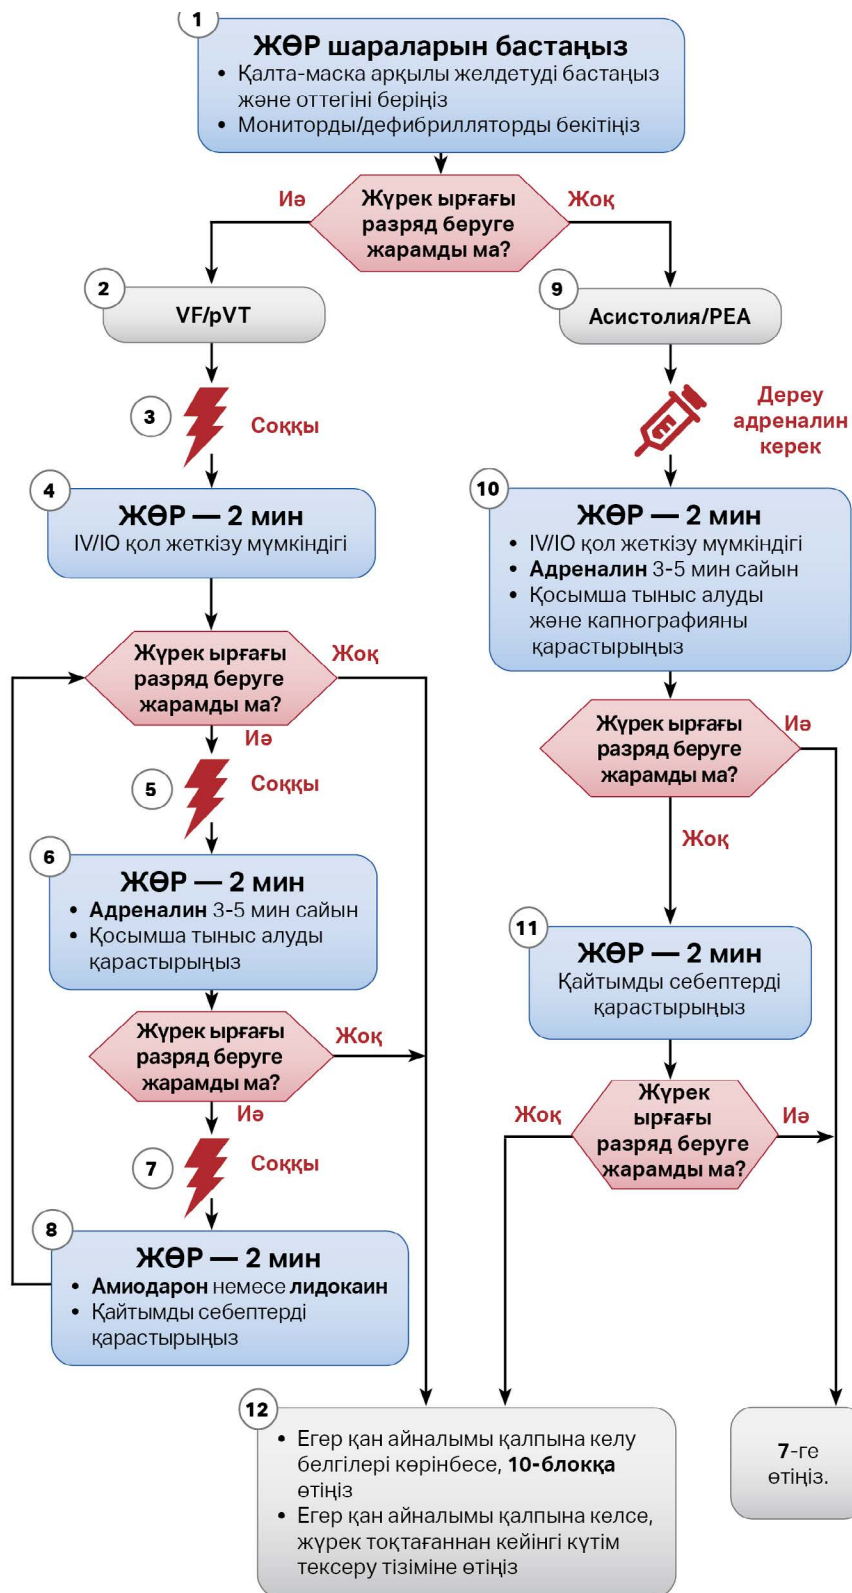 1
ЖӨР шараларын бастаңыз
• Қалта-маска арқылы желдетуді бастаңыз
және оттегіні беріңіз
• Мониторды/дефибрилляторды бекітіңіз
Иә
Жүрек ырғағы
разряд беруге
жарамды ма?
Жоқ
2
VF/pVT
9
Асистолия/PEA
3
Соққы
Дереу
адреналин
керек
4
ЖӨР — 2 мин
IV/IO қол жеткізу мүмкіндігі
10
ЖӨР — 2 мин
• IV/IO қол жеткізу мүмкіндігі
• Адреналин 3-5 мин сайын
• Қосымша тыныс алуды
және капнографияны
қарастырыңыз
Жүрек ырғағы
разряд беруге
жарамды ма?
Жоқ
Иә
Жүрек ырғағы
разряд беруге
жарамды ма?
Иә
Жоқ
5
Соққы
6
ЖӨР — 2 мин
• Адреналин 3-5 мин сайын
• Қосымша тыныс алуды
қарастырыңыз
11
ЖӨР — 2 мин
Қайтымды себептерді
қарастырыңыз
Жүрек ырғағы
разряд беруге
жарамды ма?
Жоқ
Иә
Жоқ
Жүрек
ырғағы
разряд беруге
жарамды ма?
Иә
7
Соққы
8
ЖӨР — 2 мин
• Амиодарон немесе лидокаин
• Қайтымды себептерді
қарастырыңыз
12
• Егер қан айналымы қалпына келу
белгілері көрінбесе, 10-блокқа
өтіңіз
• Егер қан айналымы қалпына келсе,
жүрек тоқтағаннан кейінгі күтім
тексеру тізіміне өтіңіз
7-ге
өтіңіз.